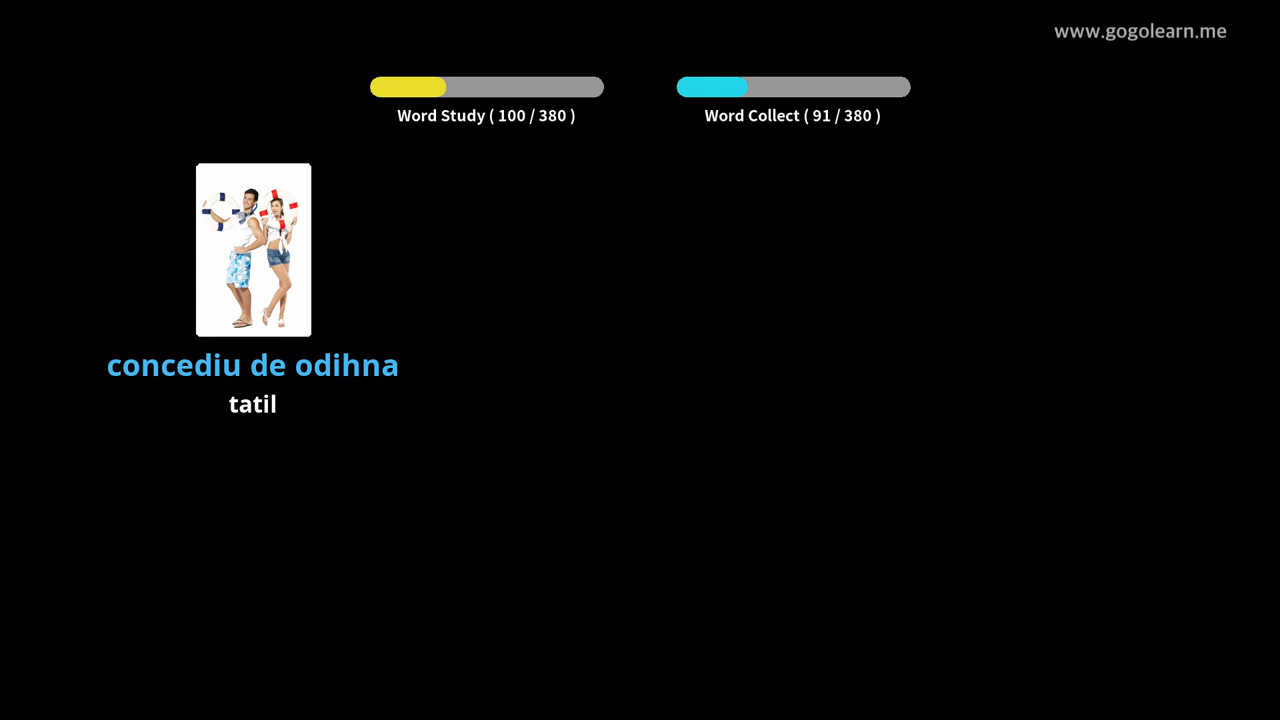 www.gogolearn.me
Word Study ( 100 / 380 )
Word Collect ( 91 / 380 )
concediu de odihna
tatil